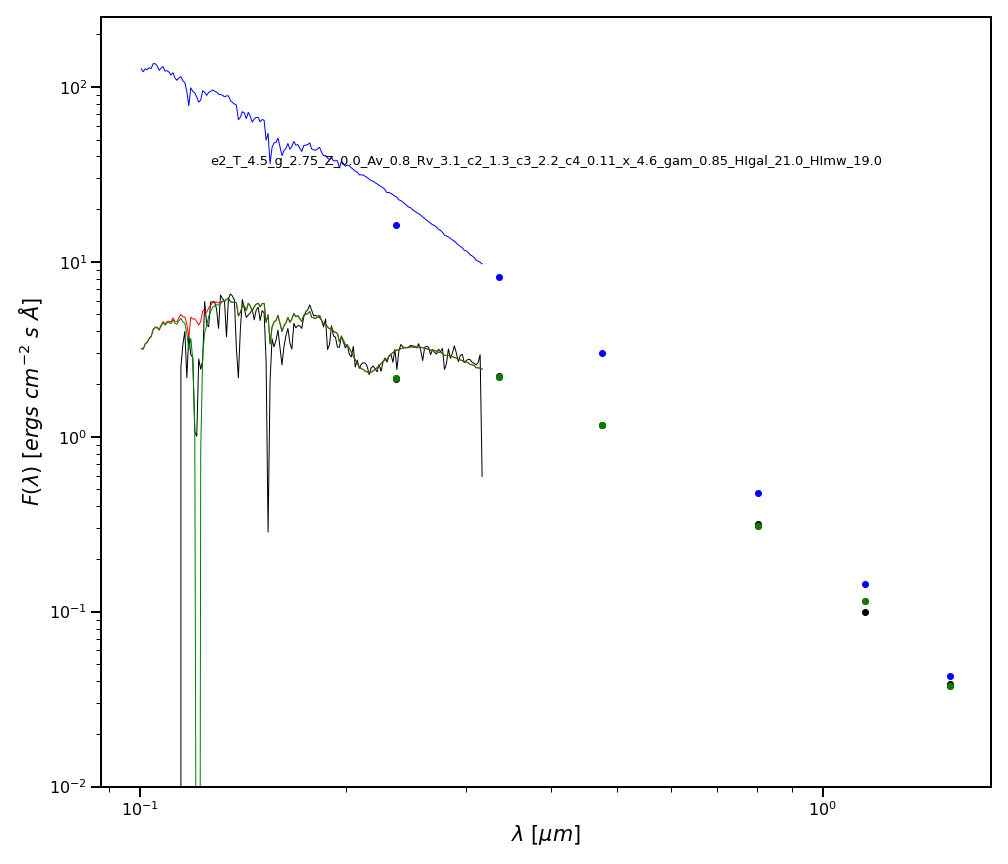 10²
e2_T_4.5_g_2.75_Z_0.0_Av_0.8_Rv_3.1_c2_1.3_c3_2.2_c4_0.11_x_4.6_gam_0.85_HIgal_21.0_HImw_19.0
10¹
F(λ) [ergs cm⁻² s Å]
10⁰
10⁻¹
10⁻²
10⁻¹ 10⁰
λ [μm]